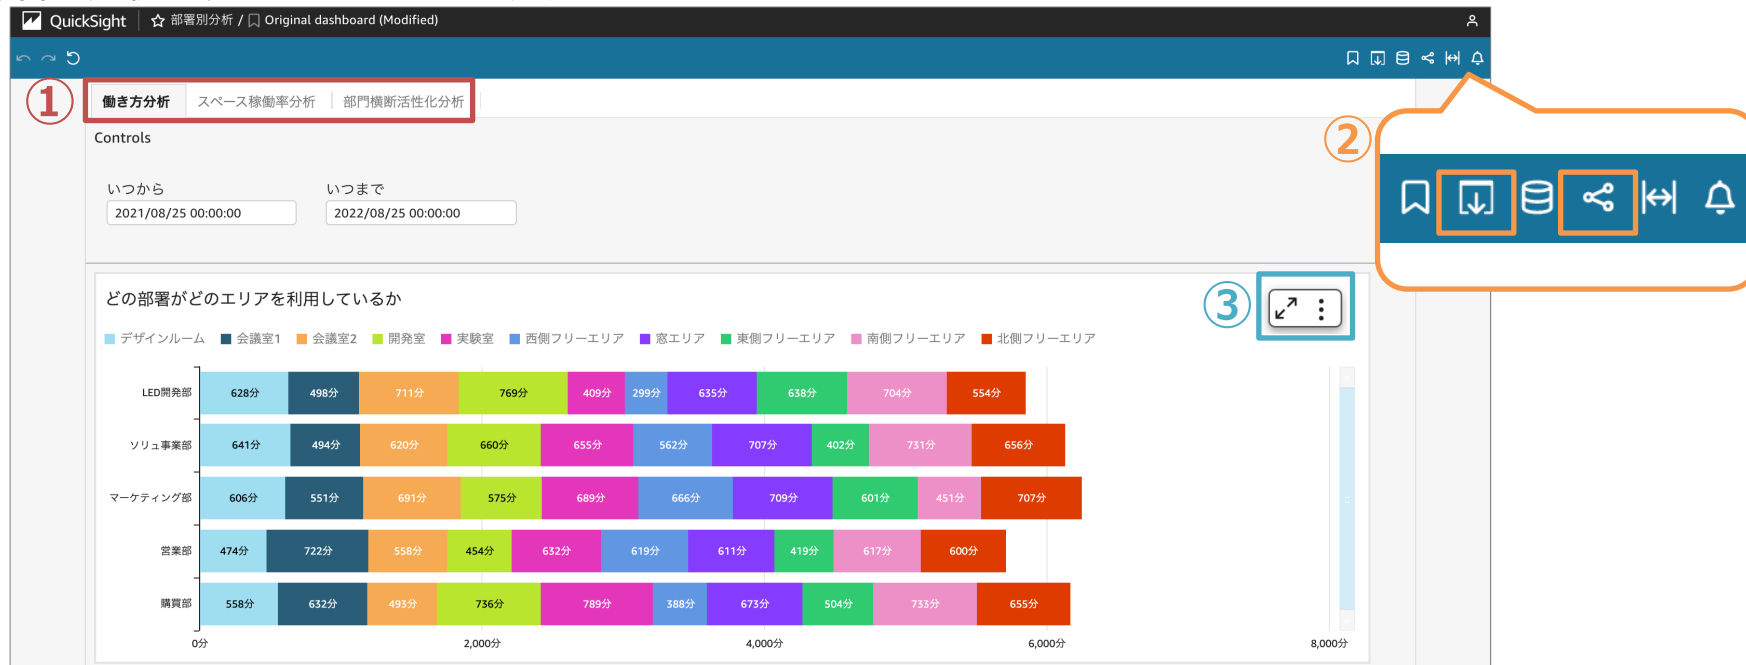 QuickSight 部署別分析 / Original dashboard (Modified)
① 働き方分析 スペース稼働率分析 部門横断活性化分析
Controls
②
いつから いつまで
2021/08/25 00:00:00 2022/08/25 00:00:00
どの部署がどのエリアを利用しているか
③
デザインルーム 会議室1 会議室2 開発室 実験室 西側フリーエリア 窓エリア 東側フリーエリア 南側フリーエリア 北側フリーエリア
LED開発部 628分 498分 711分 769分 409分 299分 635分 638分 704分 554分
ソリュ事業部 641分 494分 620分 660分 655分 562分 707分 402分 731分 656分
マーケティング部 606分 551分 691分 575分 689分 666分 709分 601分 451分 707分
営業部 474分 722分 558分 454分 632分 619分 611分 419分 617分 600分
購買部 558分 632分 493分 736分 789分 388分 673分 504分 733分 655分
0分 2,000分 4,000分 6,000分 8,000分